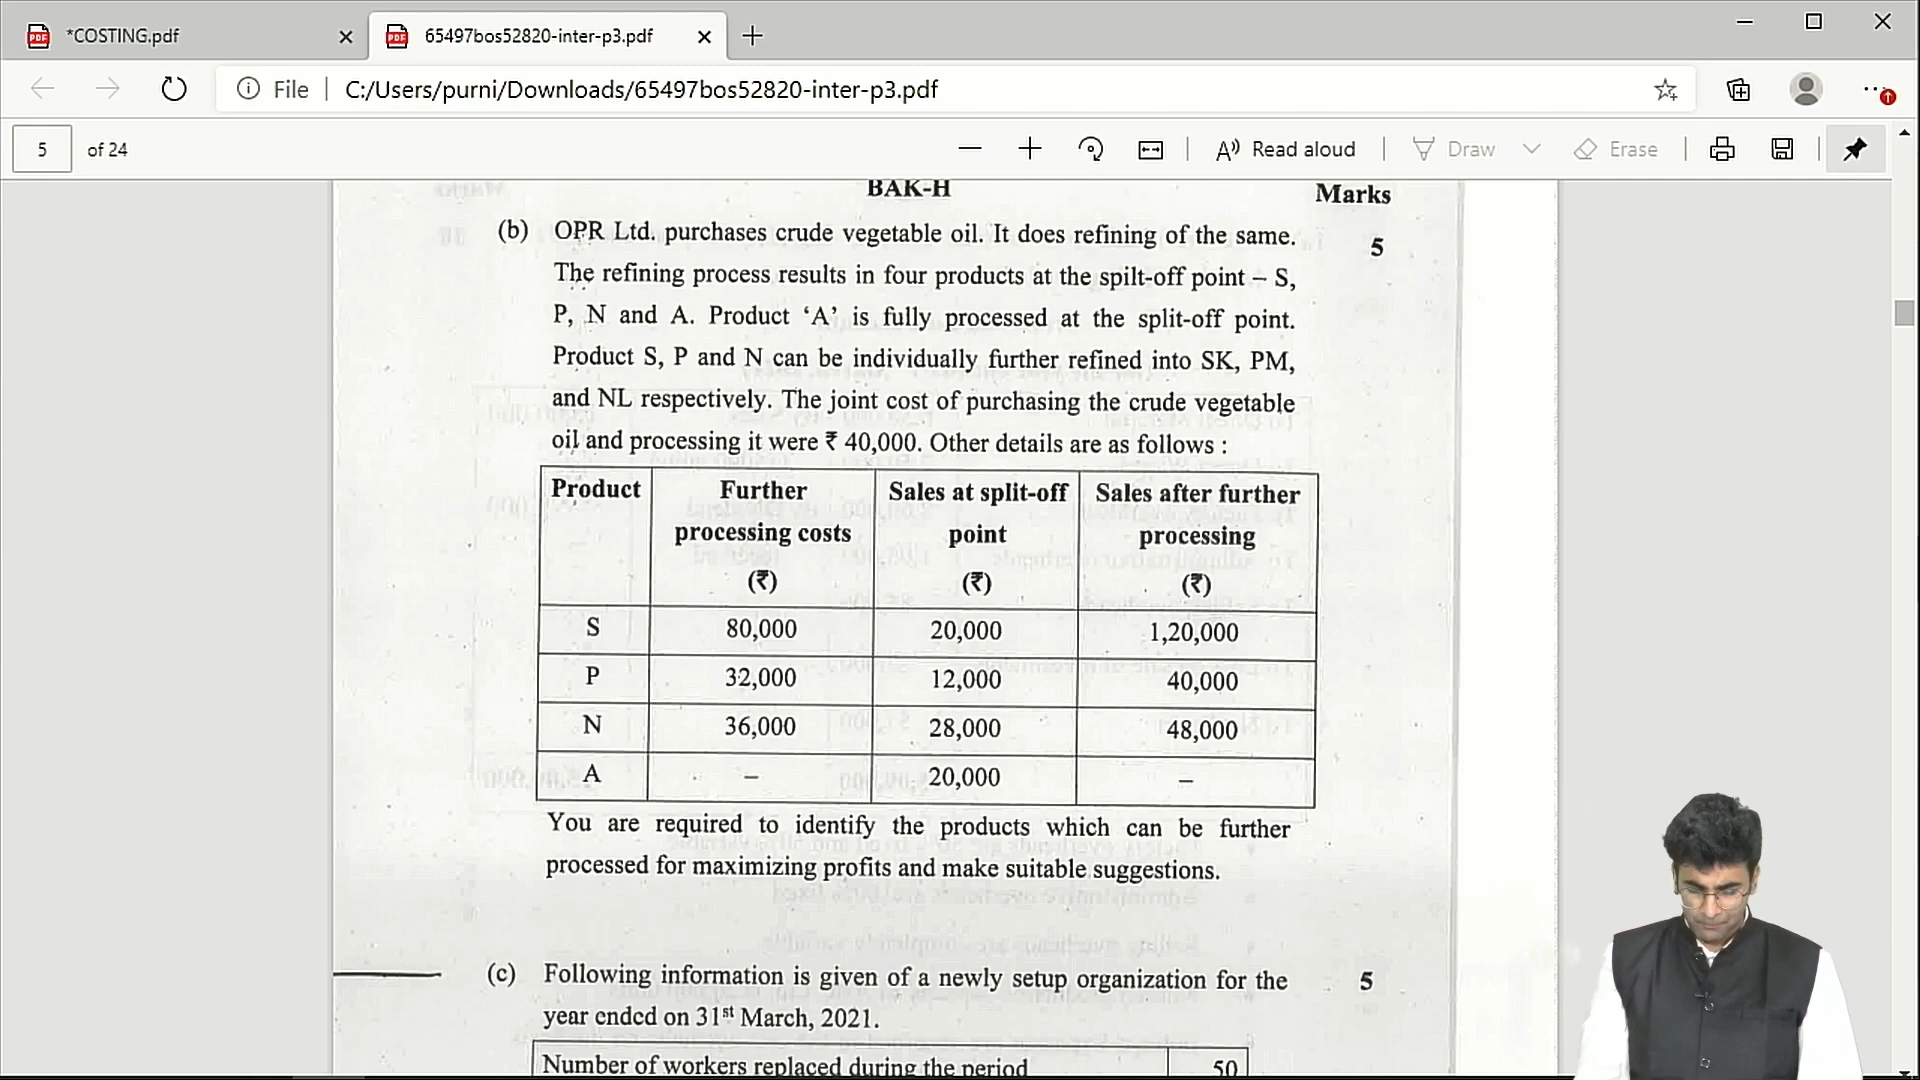 *COSTING.pdf
65497bos52820-inter-p3.pdf
File
C:/Users/purni/Downloads/65497bos52820-inter-p3.pdf
5 of 24
Read aloud
Draw
Erase
BAK-H
Marks
(b) OPR Ltd. purchases crude vegetable oil. It does refining of the same. 5
The refining process results in four products at the spilt-off point – S,
P, N and A. Product ‘A’ is fully processed at the split-off point.
Product S, P and N can be individually further refined into SK, PM,
and NL respectively. The joint cost of purchasing the crude vegetable
oil and processing it were ₹ 40,000. Other details are as follows :
Product Further Sales at split-off Sales after further
processing costs point processing
(₹) (₹) (₹)
S 80,000 20,000 1,20,000
P 32,000 12,000 40,000
N 36,000 28,000 48,000
A – 20,000 –
You are required to identify the products which can be further
processed for maximizing profits and make suitable suggestions.
(c) Following information is given of a newly setup organization for the 5
year ended on 31st March, 2021.
Number of workers replaced during the period 50